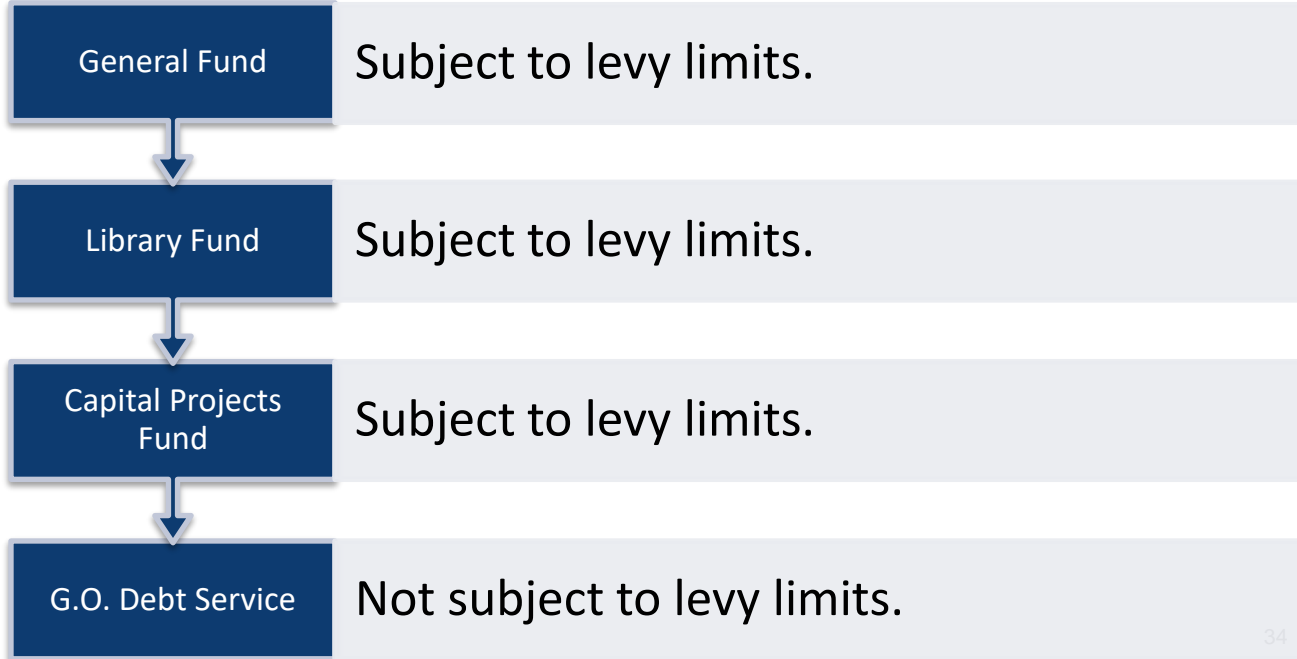 General Fund
Subject to levy limits.
Library Fund
Subject to levy limits.
Capital Projects
Fund
Subject to levy limits.
G.O. Debt Service
Not subject to levy limits.
34